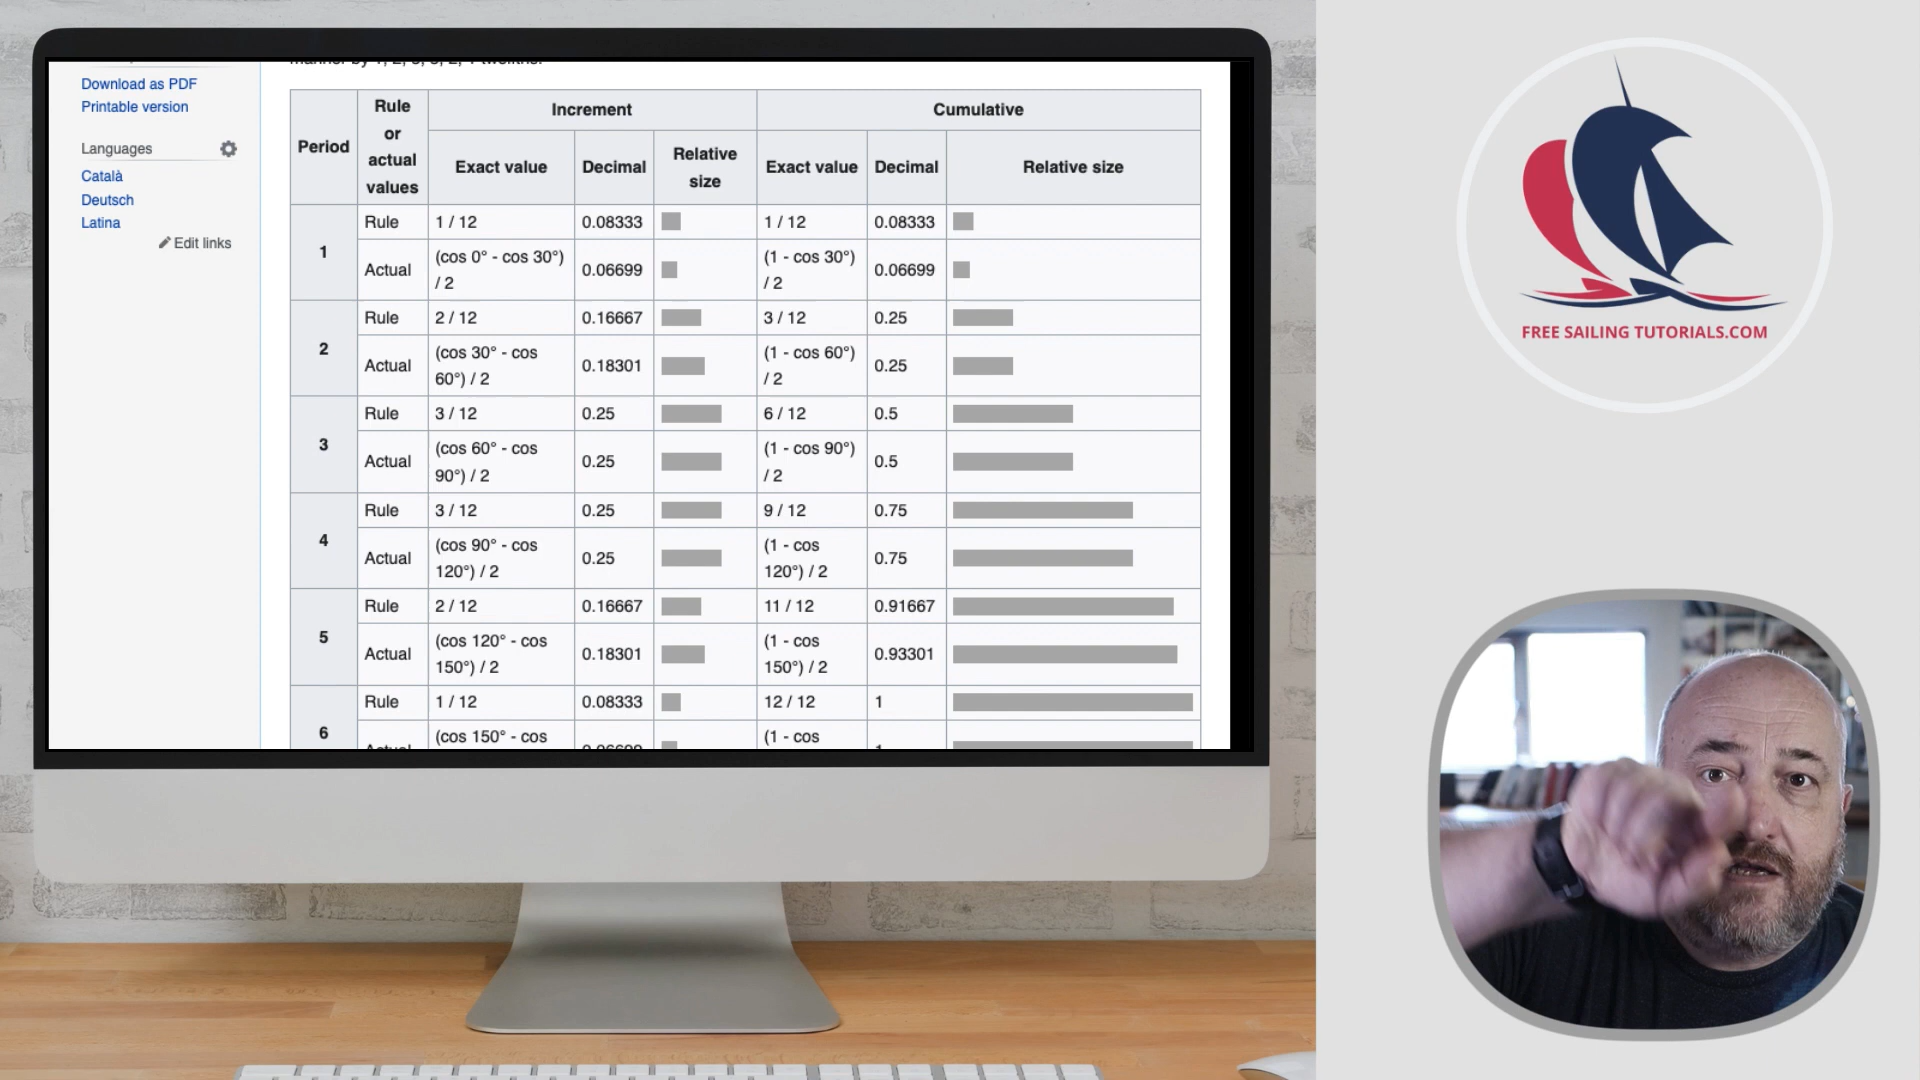 Download as PDF
Printable version
Languages
Català
Deutsch
Latina
Edit links
Period
Rule
or
actual
values
Increment
Cumulative
Exact value
Decimal
Relative
size
Exact value
Decimal
Relative size
1
Rule
1 / 12
0.08333
1 / 12
0.08333
Actual
(cos 0° - cos 30°)
/ 2
0.06699
(1 - cos 30°)
/ 2
0.06699
2
Rule
2 / 12
0.16667
3 / 12
0.25
Actual
(cos 30° - cos
60°) / 2
0.18301
(1 - cos 60°)
/ 2
0.25
3
Rule
3 / 12
0.25
6 / 12
0.5
Actual
(cos 60° - cos
90°) / 2
0.25
(1 - cos 90°)
/ 2
0.5
4
Rule
3 / 12
0.25
9 / 12
0.75
Actual
(cos 90° - cos
120°) / 2
0.25
(1 - cos
120°) / 2
0.75
5
Rule
2 / 12
0.16667
11 / 12
0.91667
Actual
(cos 120° - cos
150°) / 2
0.18301
(1 - cos
150°) / 2
0.93301
6
Rule
1 / 12
0.08333
12 / 12
1
(cos 150° - cos
(1 - cos
FREE SAILING TUTORIALS.COM